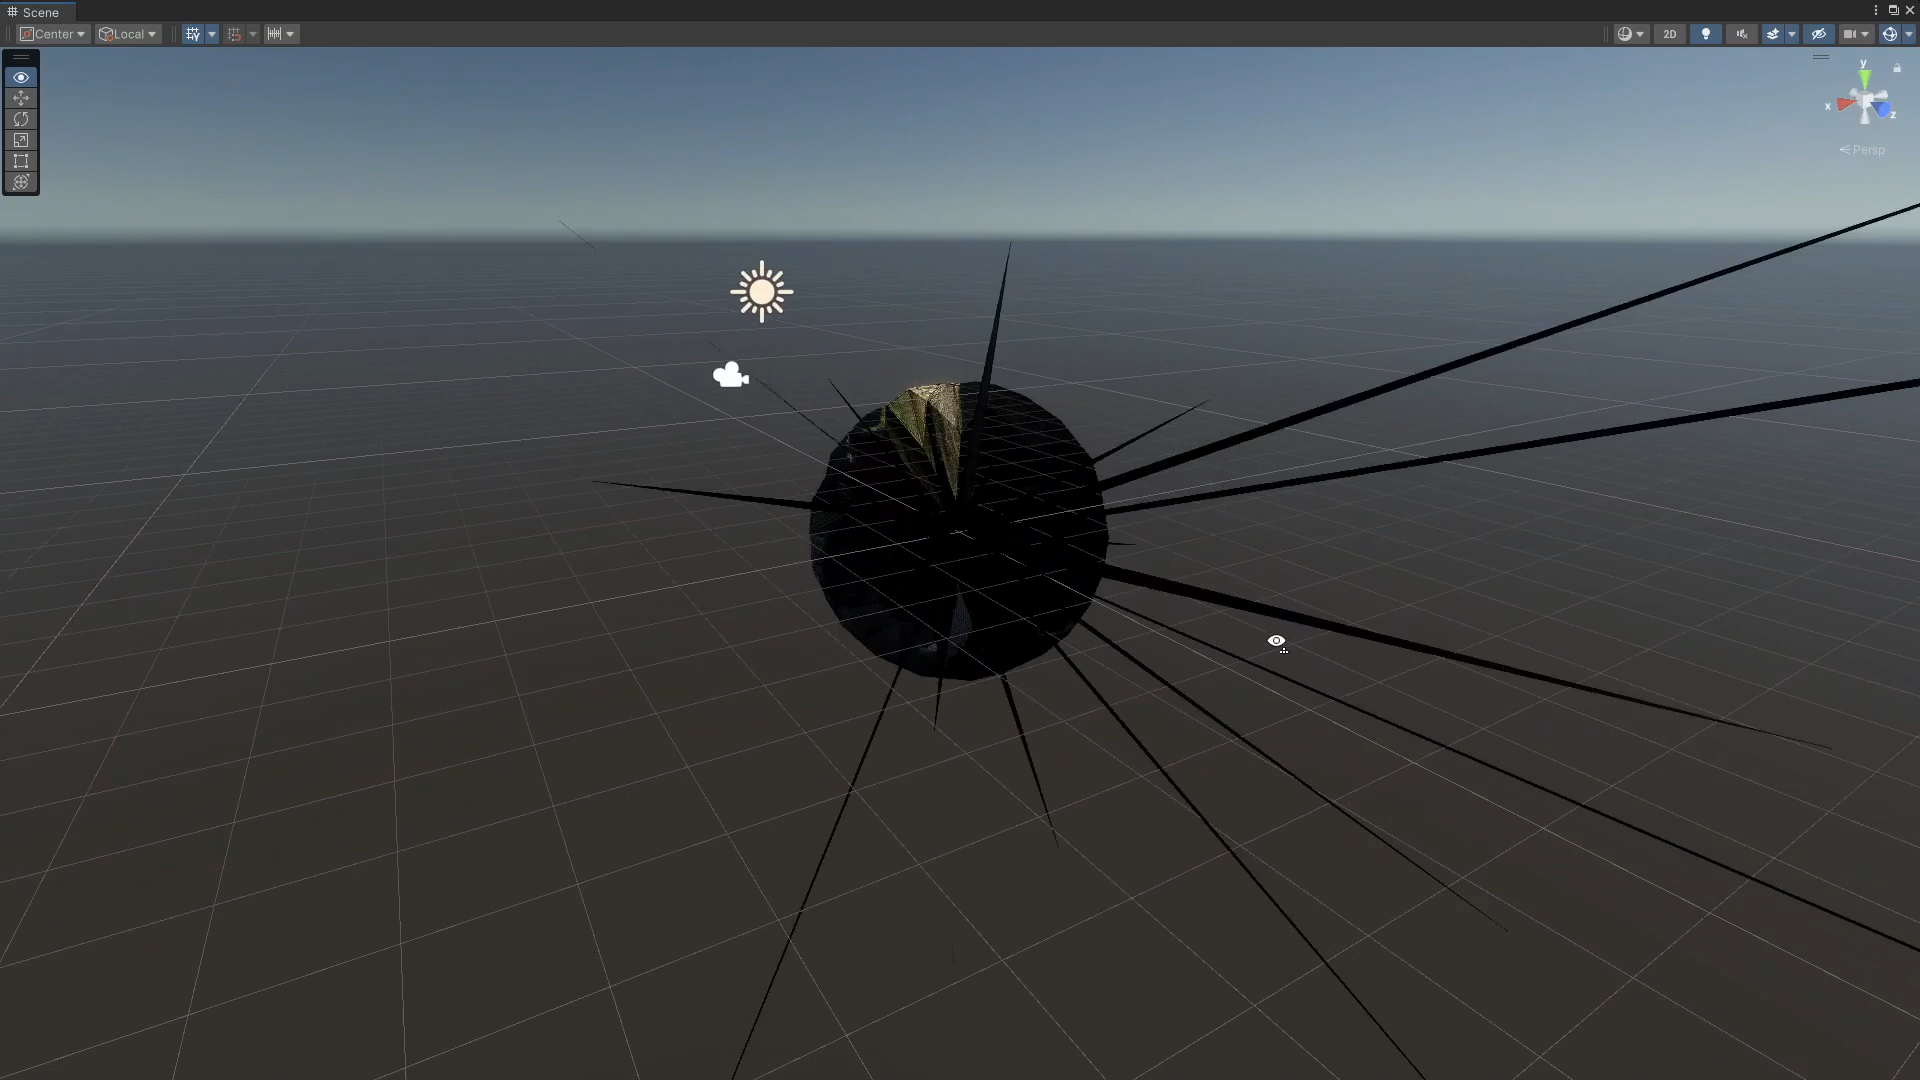 Scene
Center
Local
2D
y
x
z
Persp